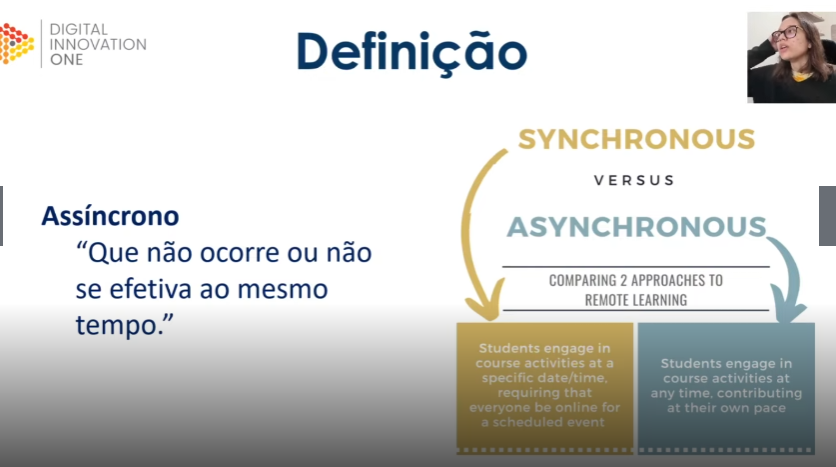 DIGITAL
INNOVATION
ONE
Definição
Assíncrono
“Que não ocorre ou não
se efetiva ao mesmo
tempo.”
SYNCHRONOUS
VERSUS
ASYNCHRONOUS
COMPARING 2 APPROACHES TO
REMOTE LEARNING
Students engage in
course activities at a
specific date/time,
requiring that
everyone be online for
a scheduled event
Students engage in
course activities at
any time, contributing
at their own pace